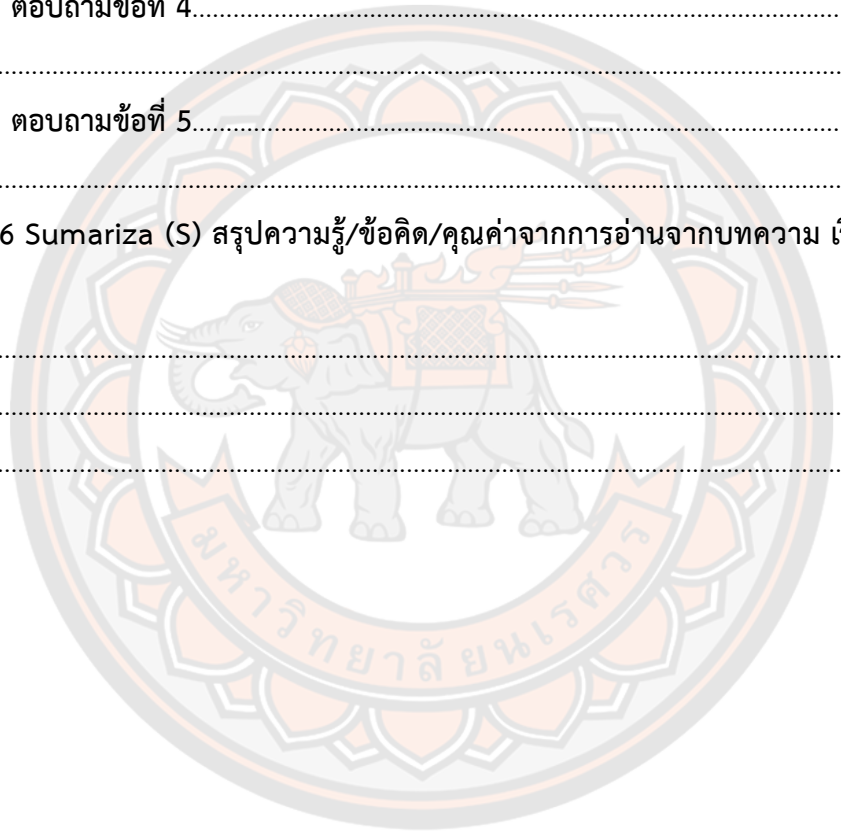 ตอบถามข้อที่ 4
ตอบถามข้อที่ 5
6 Sumariza (S) สรุปความรู้/ข้อคิด/คุณค่าจากการอ่านจากบทความ
มหาวิทยาลัยนเรศวร